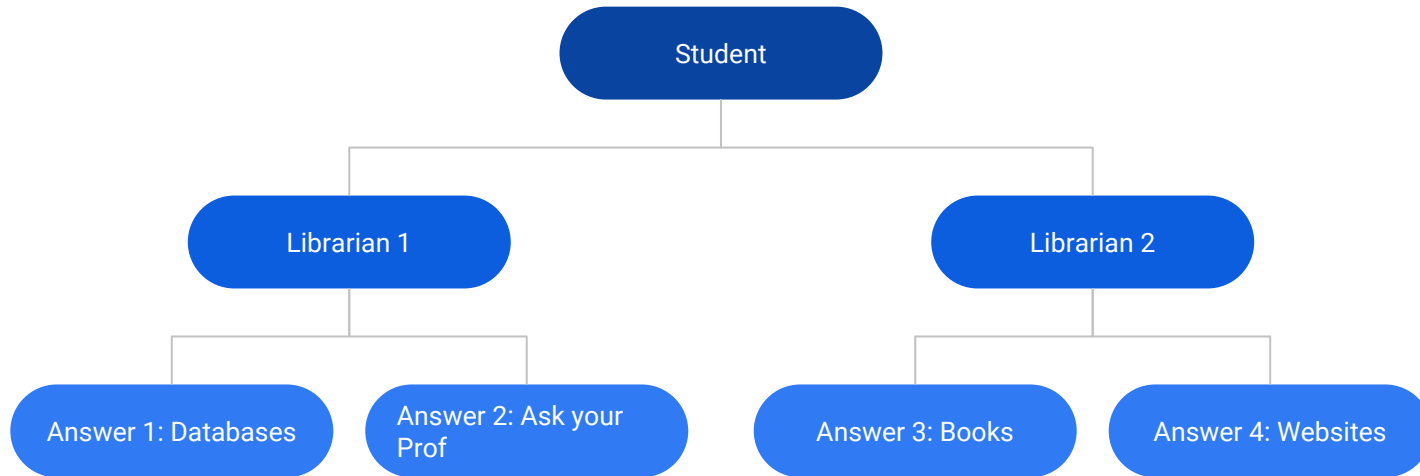 Student
Librarian 1
Librarian 2
Answer 1: Databases
Answer 2: Ask your
Prof
Answer 3: Books
Answer 4: Websites